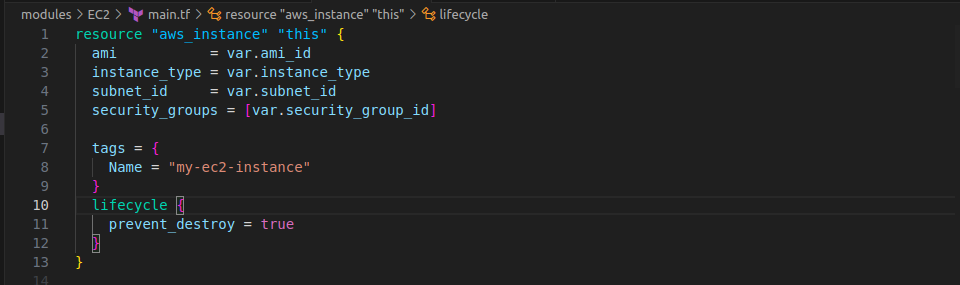 modules > EC2 > main.tf > resource "aws_instance" "this" > lifecycle
1 resource "aws_instance" "this" {
2   ami           = var.ami_id
3   instance_type = var.instance_type
4   subnet_id     = var.subnet_id
5   security_groups = [var.security_group_id]
6
7   tags = {
8     Name = "my-ec2-instance"
9   }
10   lifecycle {
11     prevent_destroy = true
12   }
13 }
14